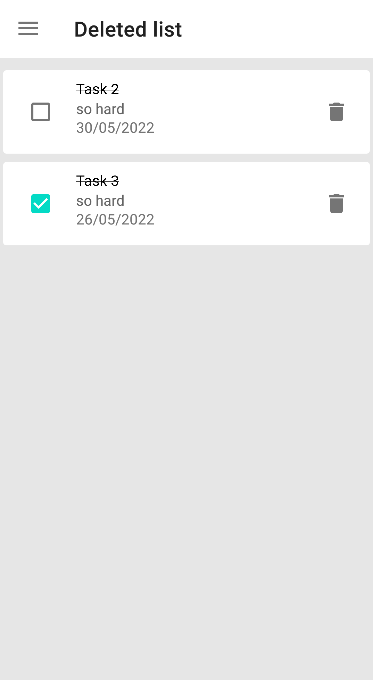 Deleted list
Task 2
so hard
30/05/2022
Task 3
so hard
26/05/2022